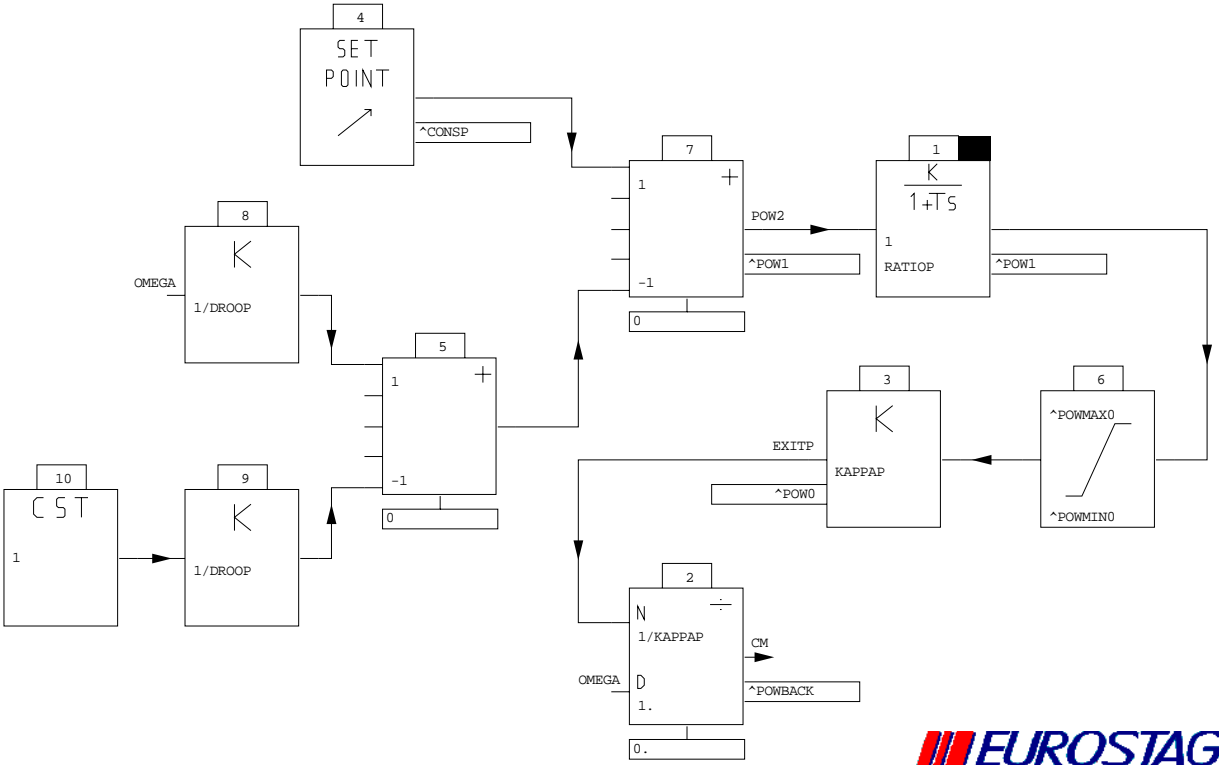 4
SET
POINT
^CONSP
7
1
+
-1
POW2
^POW1
0
1
K
1+Ts
1
RATIOP
^POW1
8
K
OMEGA
1/DROOP
5
1
+
-1
0
3
K
EXITP
KAPPAP
^POW0
6
^POWMAX0
^POWMIN0
10
CST
1
9
K
1/DROOP
2
N
÷
1/KAPPAP
CM
OMEGA
D
^POWBACK
1.
0.
EUROSTAG